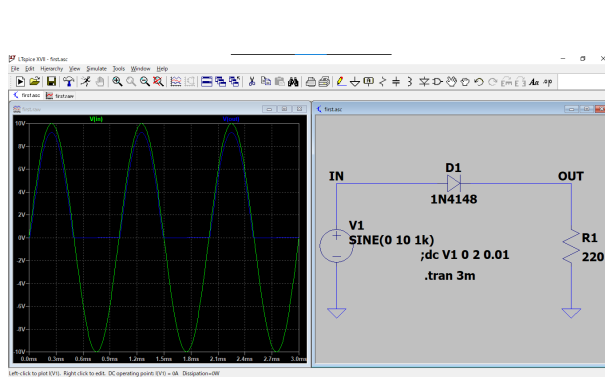 LTspice XVII - first.asc
File Edit Hierarchy View Simulate Tools Window Help
first.asc first.raw
first.raw
first.asc
V(in) V(out)
10V
8V
6V
4V
2V
0V
-2V
-4V
-6V
-8V
-10V
0.0ms 0.3ms 0.6ms 0.9ms 1.2ms 1.5ms 1.8ms 2.1ms 2.4ms 2.7ms 3.0ms
IN D1 OUT
1N4148
V1
SINE(0 10 1k)
R1
;dc V1 0 2 0.01
220
.tran 3m
Left-click to plot I(V1). Right click to edit. DC operating point: I(V1) = 0A Dissipation=0W